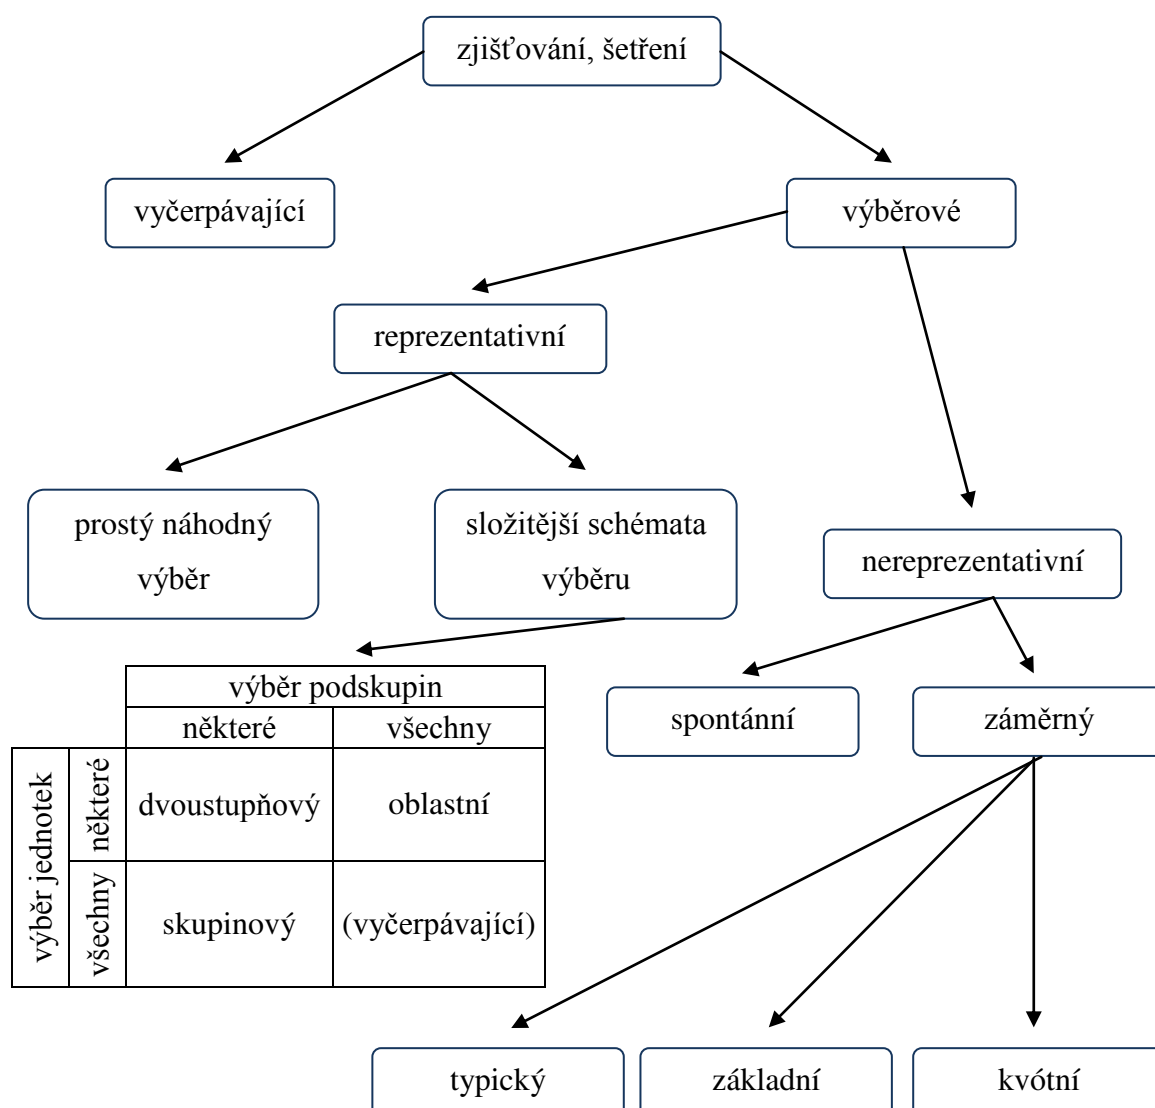 zjišťování, šetření
vyčerpávající
výběrové
reprezentativní
prostý náhodný
výběr
složitější schémata
výběru
nereprezentativní
výběr podskupin
některé
všechny
výběr jednotek
některé
dvoustupňový
oblastní
všechny
skupinový
(vyčerpávající)
spontánní
záměrný
typický
základní
kvótní